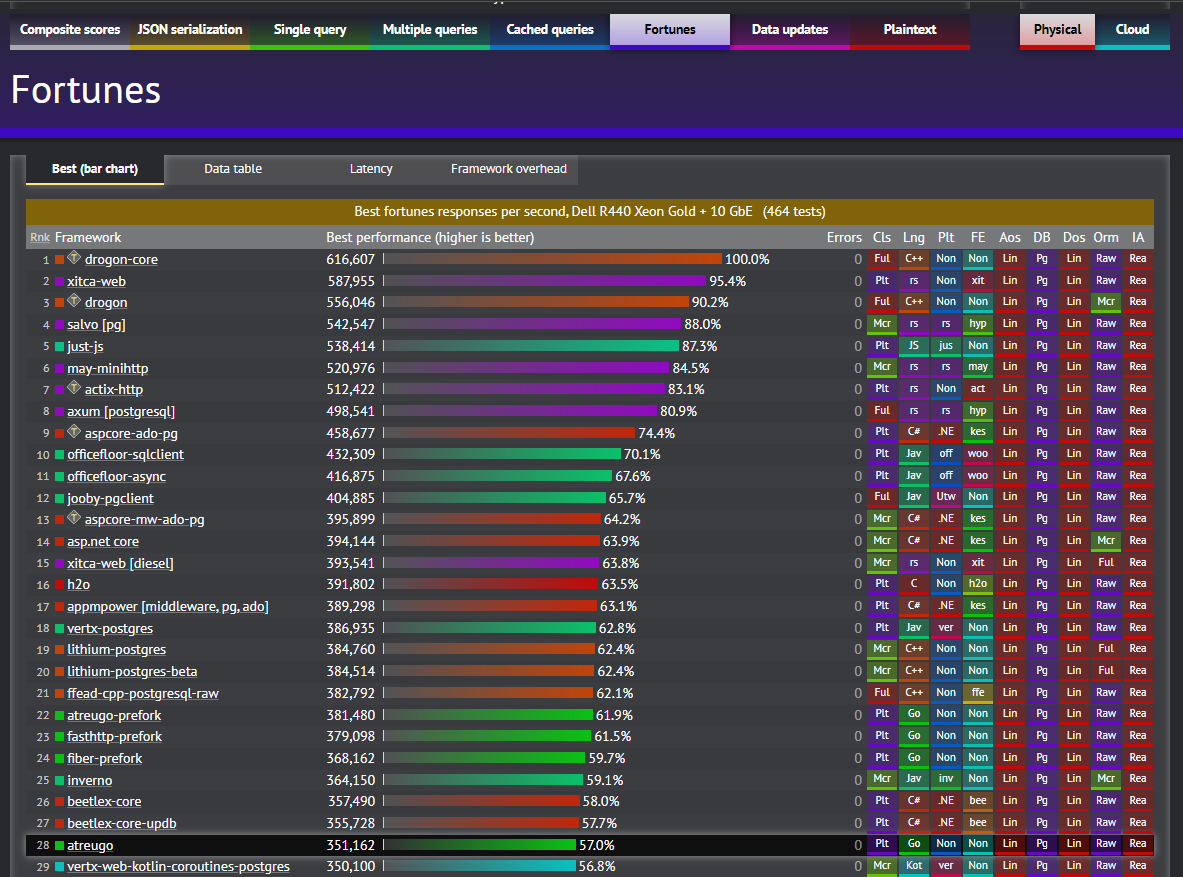 Composite scores JSON serialization Single query Multiple queries Cached queries Fortunes Data updates Plaintext Physical Cloud
Fortunes
Best (bar chart) Data table Latency Framework overhead
Best fortunes responses per second, Dell R440 Xeon Gold + 10 GbE (464 tests)
Rnk Framework Best performance (higher is better) Errors Cls Lng Plt FE Aos DB Dos Orm IA
1 T drogon-core 616,607 100.0% 0 Ful C++ Non Non Lin Pg Lin Raw Rea
2 xitca-web 587,955 95.4% 0 Plt rs Non xit Lin Pg Lin Raw Rea
3 T drogon 556,046 90.2% 0 Ful C++ Non Non Lin Pg Lin Mcr Rea
4 salvo [pg] 542,547 88.0% 0 Mcr rs rs hyp Lin Pg Lin Raw Rea
5 just-js 538,414 87.3% 0 Plt JS jus Non Lin Pg Lin Raw Rea
6 may-minihttp 520,976 84.5% 0 Mcr rs rs may Lin Pg Lin Raw Rea
7 T actix-http 512,422 83.1% 0 Plt rs Non act Lin Pg Lin Raw Rea
8 axum [postgresql] 498,541 80.9% 0 Ful rs rs hyp Lin Pg Lin Raw Rea
9 T aspcore-ado-pg 458,677 74.4% 0 Plt C# .NE kes Lin Pg Lin Raw Rea
10 officefloor-sqlclient 432,309 70.1% 0 Plt Jav off woo Lin Pg Lin Raw Rea
11 officefloor-async 416,875 67.6% 0 Plt Jav off woo Lin Pg Lin Raw Rea
12 jooby-pgclient 404,885 65.7% 0 Ful Jav Utw Non Lin Pg Lin Raw Rea
13 T aspcore-mw-ado-pg 395,899 64.2% 0 Mcr C# .NE kes Lin Pg Lin Raw Rea
14 asp.net core 394,144 63.9% 0 Mcr C# .NE kes Lin Pg Lin Mcr Rea
15 xitca-web [diesel] 393,541 63.8% 0 Mcr rs Non xit Lin Pg Lin Ful Rea
16 h2o 391,802 63.5% 0 Plt C Non h2o Lin Pg Lin Raw Rea
17 appmpower [middleware, pg, ado] 389,298 63.1% 0 Plt C# .NE kes Lin Pg Lin Raw Rea
18 vertx-postgres 386,935 62.8% 0 Plt Jav ver Non Lin Pg Lin Raw Rea
19 lithium-postgres 384,760 62.4% 0 Mcr C++ Non Non Lin Pg Lin Ful Rea
20 lithium-postgres-beta 384,514 62.4% 0 Mcr C++ Non Non Lin Pg Lin Ful Rea
21 ffead-cpp-postgresql-raw 382,792 62.1% 0 Ful C++ Non ffe Lin Pg Lin Raw Rea
22 atreugo-prefork 381,480 61.9% 0 Plt Go Non Non Lin Pg Lin Raw Rea
23 fasthttp-prefork 379,098 61.5% 0 Plt Go Non Non Lin Pg Lin Raw Rea
24 fiber-prefork 368,162 59.7% 0 Plt Go Non Non Lin Pg Lin Raw Rea
25 inverno 364,150 59.1% 0 Mcr Jav inv Non Lin Pg Lin Mcr Rea
26 beetlex-core 357,490 58.0% 0 Plt C# .NE bee Lin Pg Lin Raw Rea
27 beetlex-core-updb 355,728 57.7% 0 Plt C# .NE bee Lin Pg Lin Raw Rea
28 atreugo 351,162 57.0% 0 Plt Go Non Non Lin Pg Lin Raw Rea
29 vertx-web-kotlin-coroutines-postgres 350,100 56.8% 0 Mcr Kot ver Non Lin Pg Lin Raw Rea